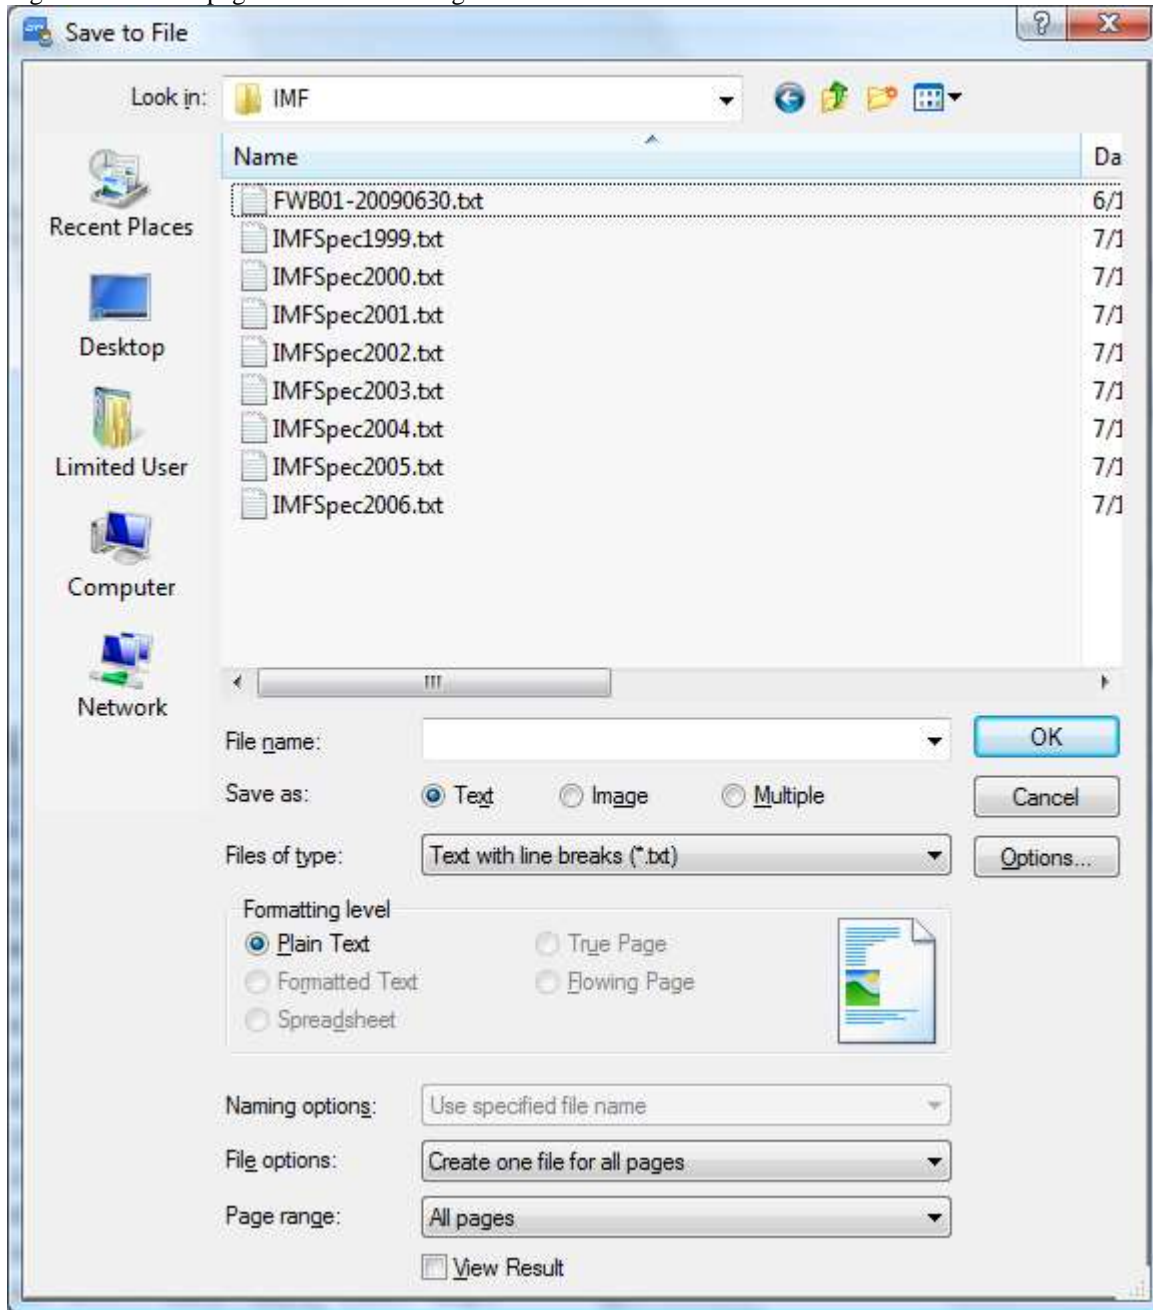 Save to File
Look in: IMF
Name Da
FWB01-20090630.txt 6/1
IMFSpec1999.txt 7/1
IMFSpec2000.txt 7/1
IMFSpec2001.txt 7/1
IMFSpec2002.txt 7/1
IMFSpec2003.txt 7/1
IMFSpec2004.txt 7/1
IMFSpec2005.txt 7/1
IMFSpec2006.txt 7/1
Recent Places
Desktop
Limited User
Computer
Network
File name: OK
Save as: Text Image Multiple Cancel
Files of type: Text with line breaks (*.txt) Options...
Formatting level
Plain Text True Page
Formatted Text Flowing Page
Spreadsheet
Naming options: Use specified file name
File options: Create one file for all pages
Page range: All pages
View Result